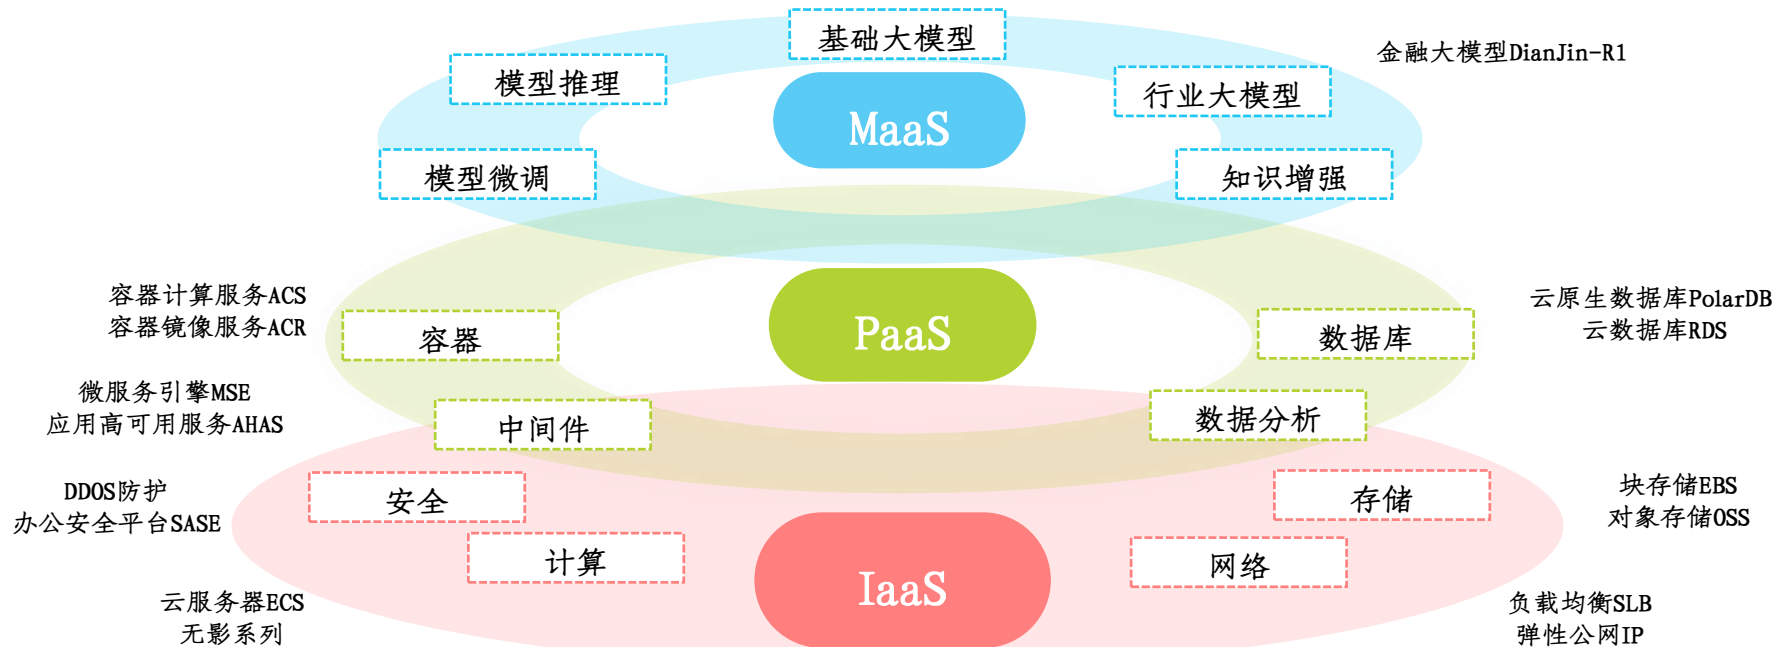 基础大模型
金融大模型DianJin-R1
模型推理
行业大模型
MaaS
模型微调
知识增强
容器计算服务ACS
容器镜像服务ACR
容器
PaaS
数据库
云原生数据库PolarDB
云数据库RDS
微服务引擎MSE
应用高可用服务AHAS
中间件
数据分析
DDOS防护
办公安全平台SASE
安全
存储
块存储EBS
对象存储OSS
计算
IaaS
网络
云服务器ECS
无影系列
负载均衡SLB
弹性公网IP